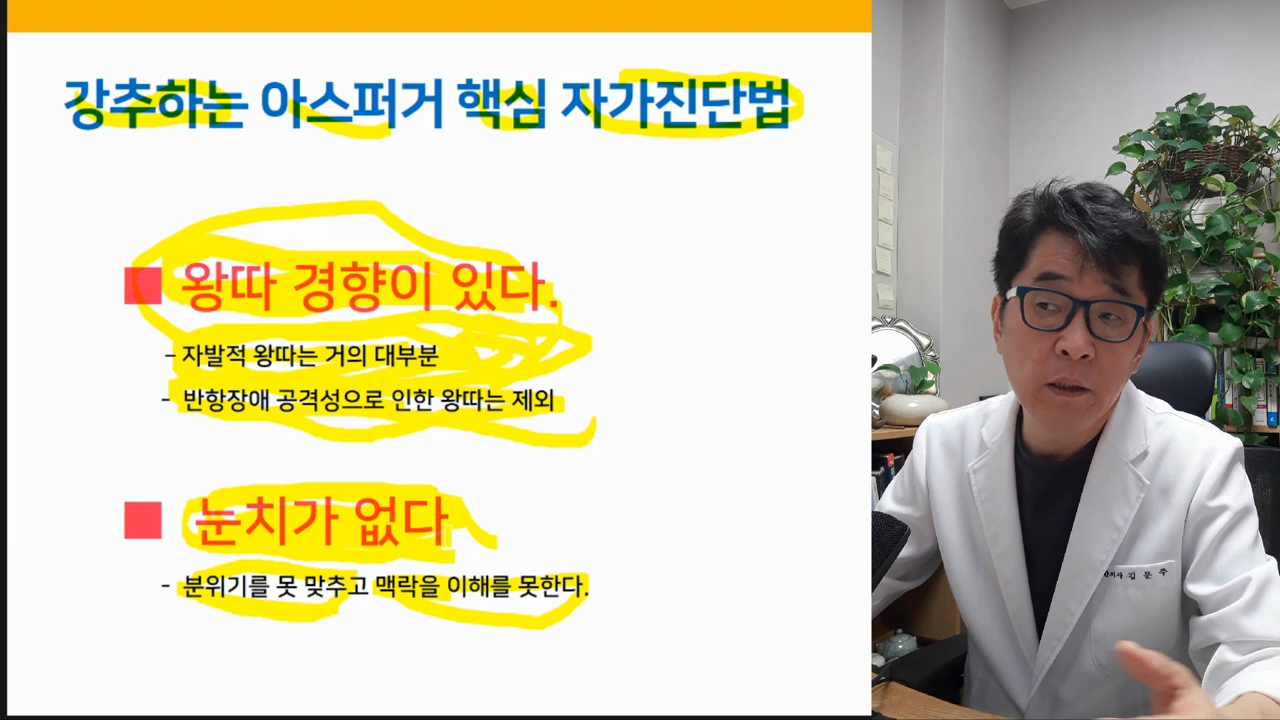 강추하는 아스퍼거 핵심 자가진단법
■ 왕따 경향이 있다.
- 자발적 왕따는 거의 대부분
- 반항장애 공격성으로 인한 왕따는 제외
■ 눈치가 없다
- 분위기를 못 맞추고 맥락을 이해를 못한다.
김문주